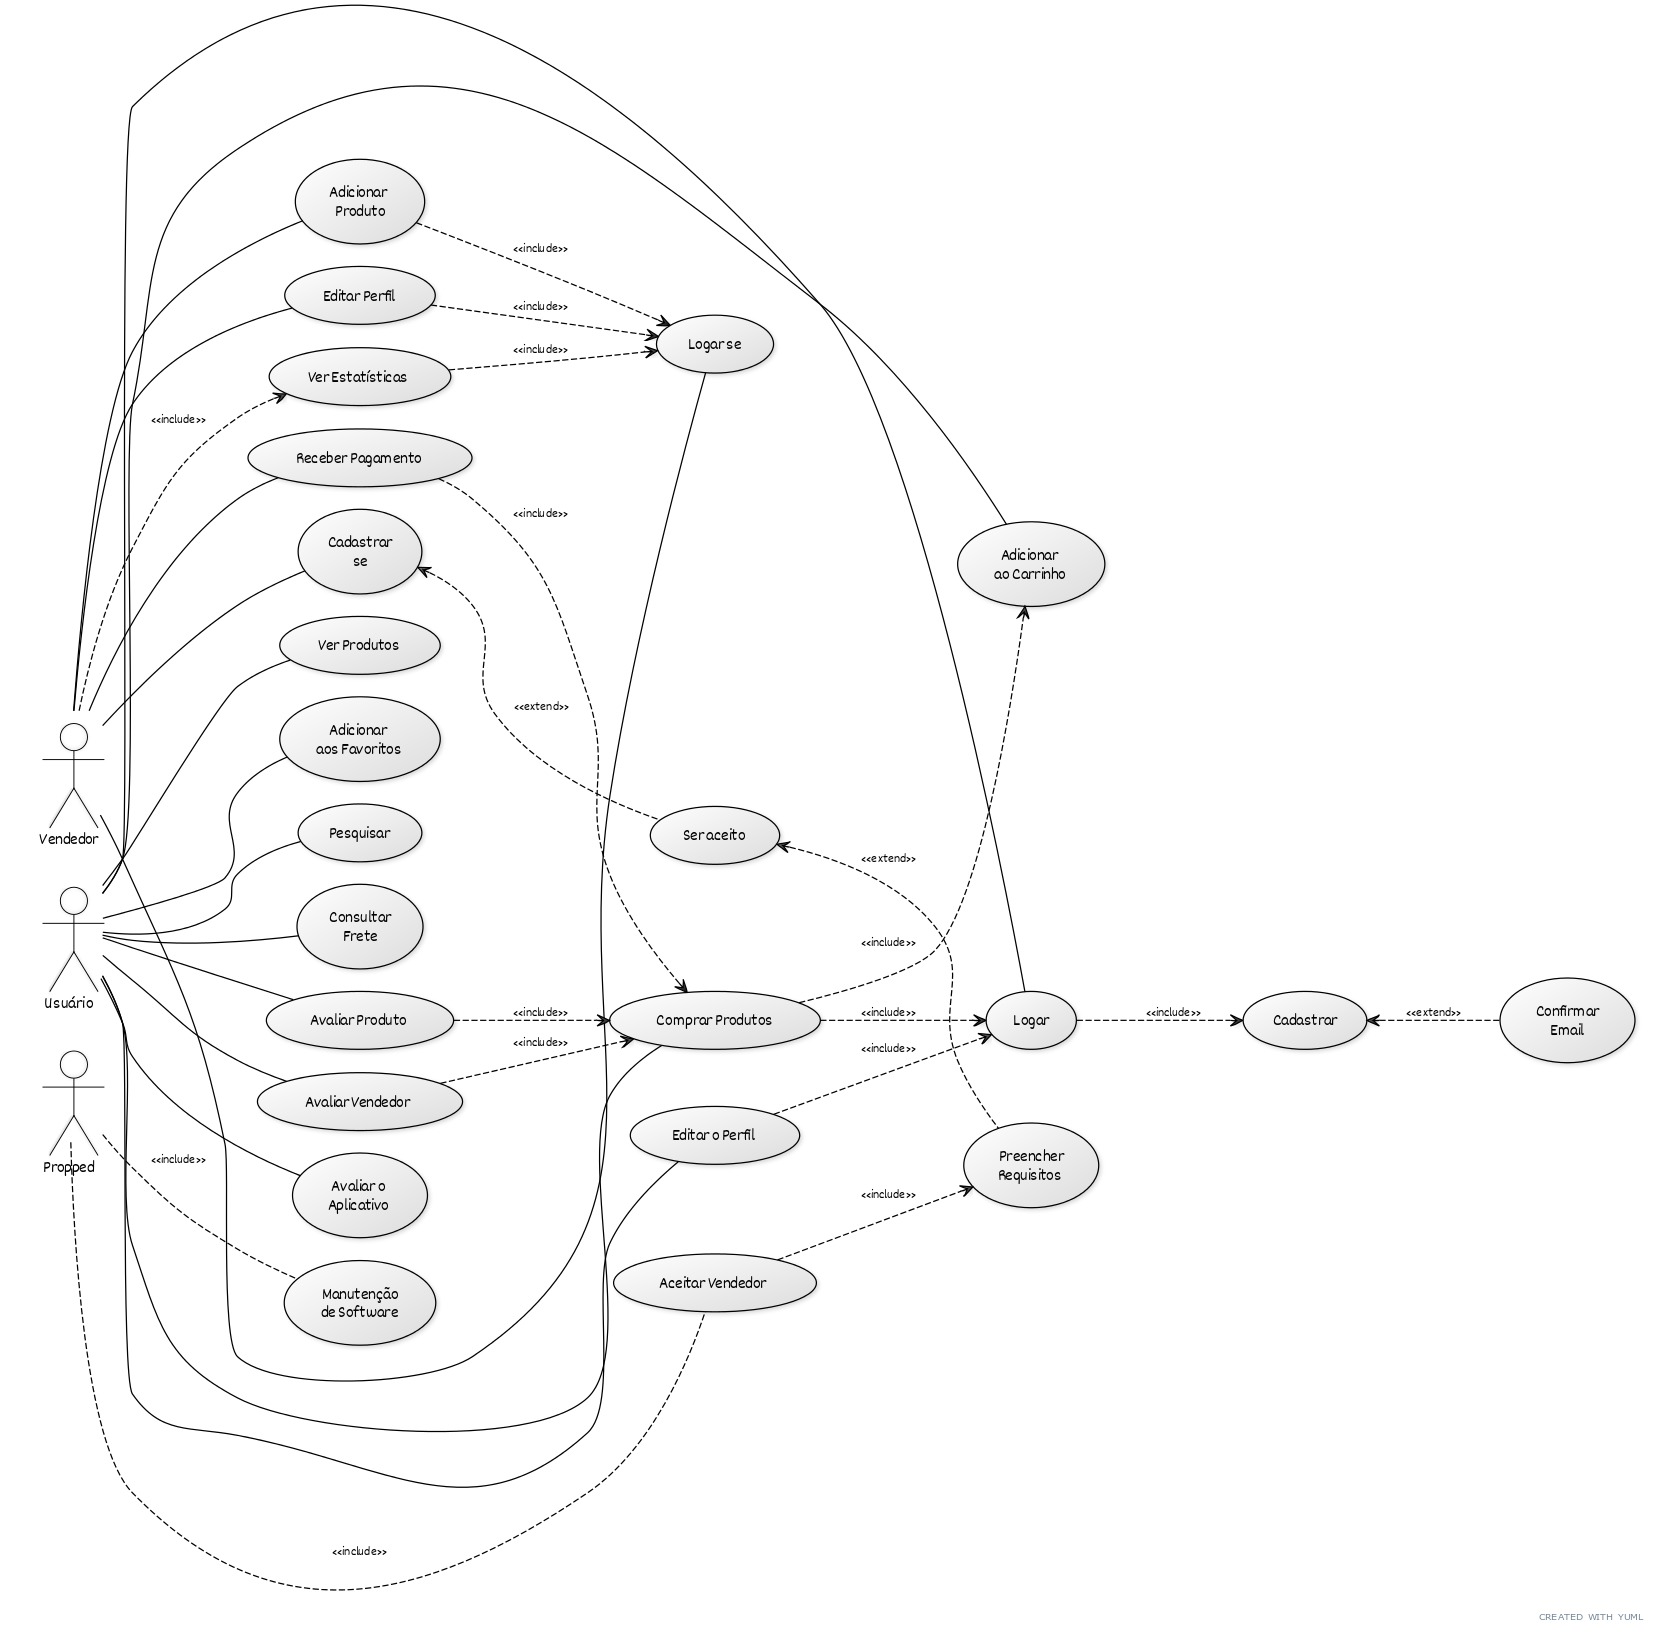 Adicionar
Produto
<<include>>
Editar Perfil
<<include>>
Logar se
<<include>>
Ver Estatísticas
<<include>>
Receber Pagamento
<<include>>
Cadastrar
se
Adicionar
ao Carrinho
Ver Produtos
<<extend>>
Adicionar
aos Favoritos
Vendedor
Pesquisar
Ser aceito
<<extend>>
Consultar
Frete
<<include>>
Usuário
Avaliar Produto
<<include>>
Comprar Produtos
<<include>>
Logar
<<include>>
Cadastrar
<<extend>>
Confirmar
Email
<<include>>
<<include>>
Avaliar Vendedor
Editar o Perfil
Propped
<<include>>
Preencher
Requisitos
Avaliar o
Aplicativo
<<include>>
Aceitar Vendedor
Manutenção
de Software
<<include>>
CREATED WITH YUML